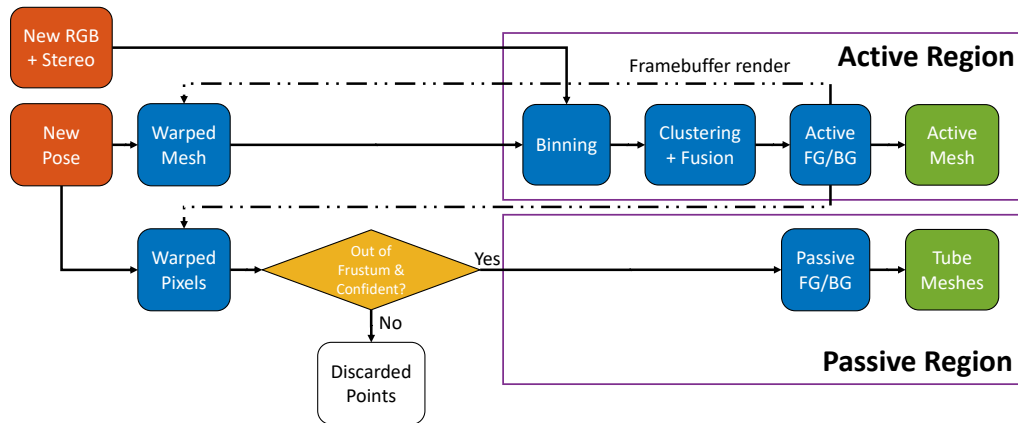 New RGB
+ Stereo
Active Region
Framebuffer render
New
Pose
Warped
Mesh
Binning
Clustering
+ Fusion
Active
FG/BG
Active
Mesh
Warped
Pixels
Out of
Frustum &
Confident?
Yes
Passive
FG/BG
Tube
Meshes
No
Discarded
Points
Passive Region